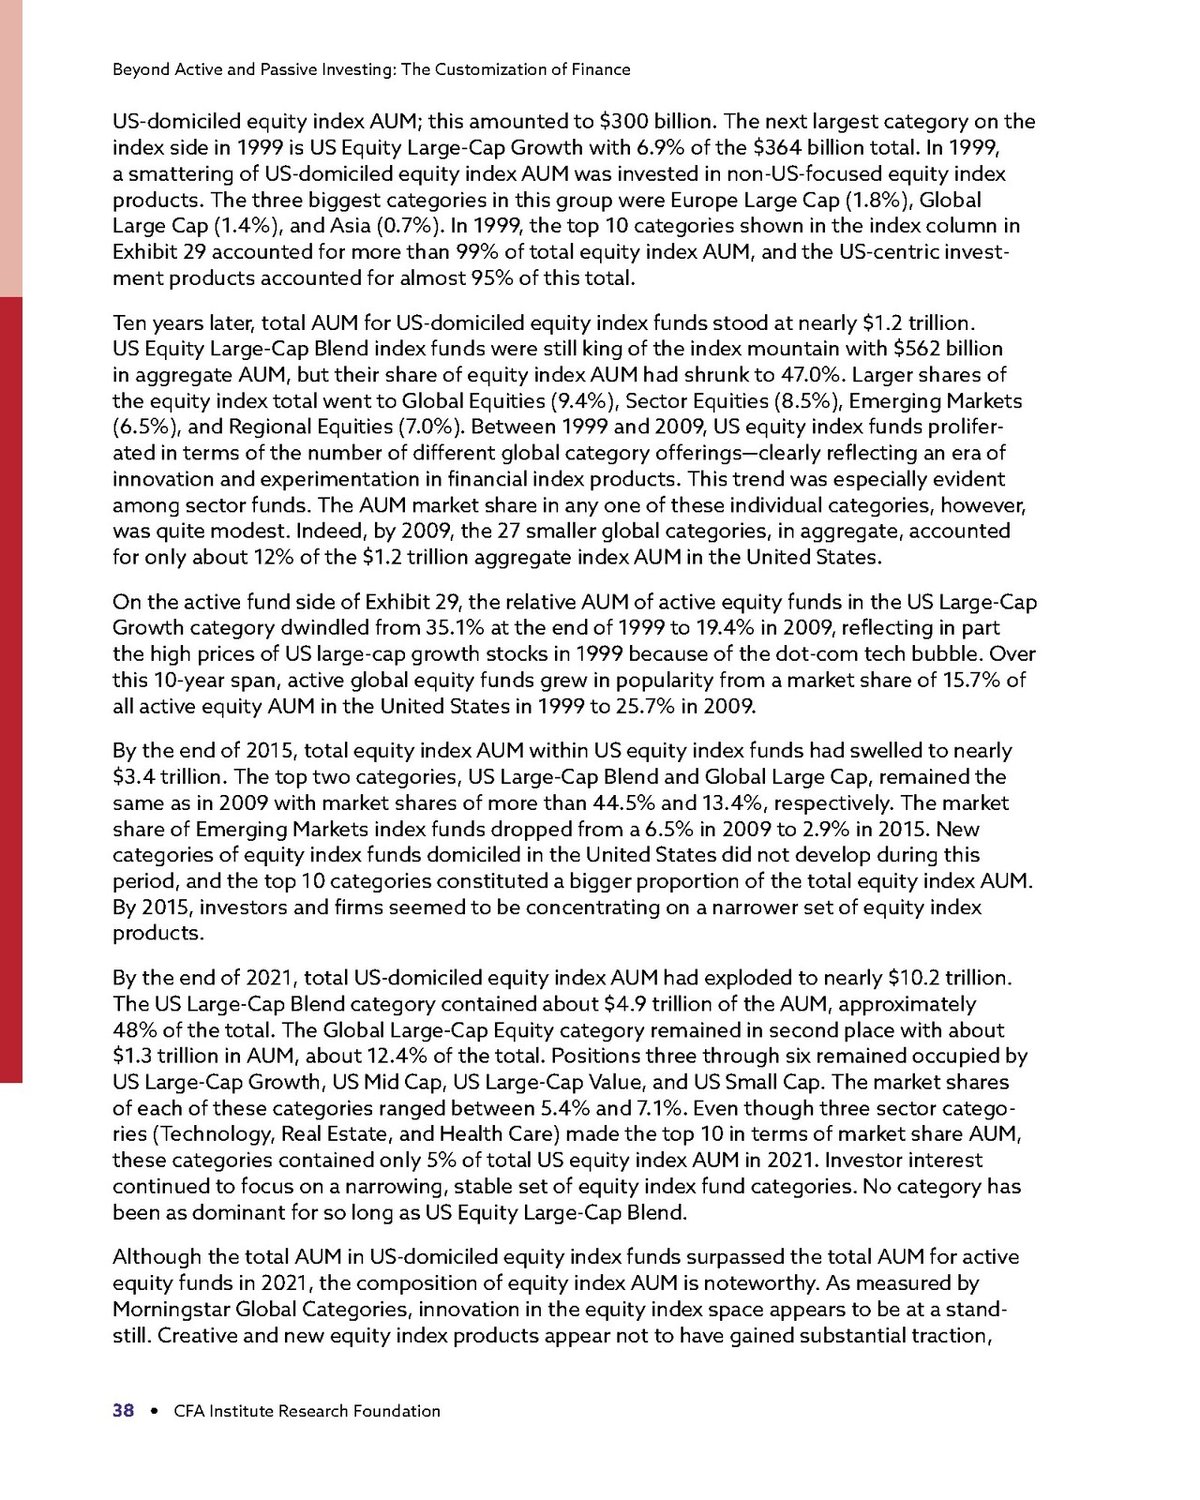 Beyond Active and Passive Investing: The Customization of Finance
US-domiciled equity index AUM; this amounted to $300 billion. The next largest category on the
index side in 1999 is US Equity Large-Cap Growth with 6.9% of the $364 billion total. In 1999,
a smattering of US-domiciled equity index AUM was invested in non-US-focused equity index
products. The three biggest categories in this group were Europe Large Cap (1.8%), Global
Large Cap (1.4%), and Asia (0.7%). In 1999, the top 10 categories shown in the index column in
Exhibit 29 accounted for more than 99% of total equity index AUM, and the US-centric invest-
ment products accounted for almost 95% of this total.
Ten years later, total AUM for US-domiciled equity index funds stood at nearly $1.2 trillion.
US Equity Large-Cap Blend index funds were still king of the index mountain with $562 billion
in aggregate AUM, but their share of equity index AUM had shrunk to 47.0%. Larger shares of
the equity index total went to Global Equities (9.4%), Sector Equities (8.5%), Emerging Markets
(6.5%), and Regional Equities (7.0%). Between 1999 and 2009, US equity index funds prolifer-
ated in terms of the number of different global category offerings—clearly reflecting an era of
innovation and experimentation in financial index products. This trend was especially evident
among sector funds. The AUM market share in any one of these individual categories, however,
was quite modest. Indeed, by 2009, the 27 smaller global categories, in aggregate, accounted
for only about 12% of the $1.2 trillion aggregate index AUM in the United States.
On the active fund side of Exhibit 29, the relative AUM of active equity funds in the US Large-Cap
Growth category dwindled from 35.1% at the end of 1999 to 19.4% in 2009, reflecting in part
the high prices of US large-cap growth stocks in 1999 because of the dot-com tech bubble. Over
this 10-year span, active global equity funds grew in popularity from a market share of 15.7% of
all active equity AUM in the United States in 1999 to 25.7% in 2009.
By the end of 2015, total equity index AUM within US equity index funds had swelled to nearly
$3.4 trillion. The top two categories, US Large-Cap Blend and Global Large Cap, remained the
same as in 2009 with market shares of more than 44.5% and 13.4%, respectively. The market
share of Emerging Markets index funds dropped from a 6.5% in 2009 to 2.9% in 2015. New
categories of equity index funds domiciled in the United States did not develop during this
period, and the top 10 categories constituted a bigger proportion of the total equity index AUM.
By 2015, investors and firms seemed to be concentrating on a narrower set of equity index
products.
By the end of 2021, total US-domiciled equity index AUM had exploded to nearly $10.2 trillion.
The US Large-Cap Blend category contained about $4.9 trillion of the AUM, approximately
48% of the total. The Global Large-Cap Equity category remained in second place with about
$1.3 trillion in AUM, about 12.4% of the total. Positions three through six remained occupied by
US Large-Cap Growth, US Mid Cap, US Large-Cap Value, and US Small Cap. The market shares
of each of these categories ranged between 5.4% and 7.1%. Even though three sector catego-
ries (Technology, Real Estate, and Health Care) made the top 10 in terms of market share AUM,
these categories contained only 5% of total US equity index AUM in 2021. Investor interest
continued to focus on a narrowing, stable set of equity index fund categories. No category has
been as dominant for so long as US Equity Large-Cap Blend.
Although the total AUM in US-domiciled equity index funds surpassed the total AUM for active
equity funds in 2021, the composition of equity index AUM is noteworthy. As measured by
Morningstar Global Categories, innovation in the equity index space appears to be at a stand-
still. Creative and new equity index products appear not to have gained substantial traction,
38 • CFA Institute Research Foundation